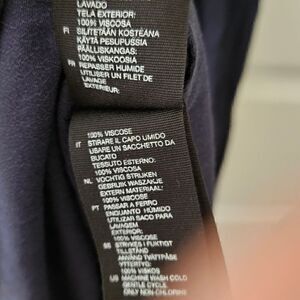 LAVADO
TELA EXTERIOR:
100% VISCOSA
FI SILITETÄÄN KOSTEANA
KÄYTÄ PESUPUSSIA
PÄÄLLISKANGAS:
100% VISKOOSIA
FR REPASSER HUMIDE
UTILISER UN FILET DE
LAVAGE
EXTERIEUR:
100% VISCOSE
IT STIRARE IL CAPO UMIDO
USARE UN SACCHETTO DA
BUCATO
TESSUTO ESTERNO:
100% VISCOSA
NL VOCHTIG STRIJKEN
GEBRUIK WASZAKJE
EXTERN MATERIAAL:
100% VISCOSE
PT PASSAR A FERRO
ENQUANTO HÚMIDO
UTILIZAR SACO PARA
LAVAGEM
EXTERIOR:
100% VISCOSE
SE STRYKES I FUKTIGT
TILLSTÅND
ANVÄND TVÄTTPÅSE
YTTERTYG:
100% VISKOS
US MACHINE WASH COLD
GENTLE CYCLE
ONLY NON-CHLORINE